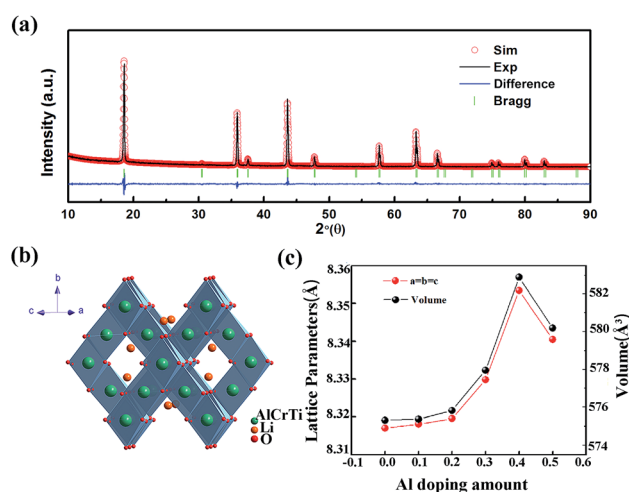 (a)
Intensity (a.u.)
Sim
Exp
Difference
Bragg
10 20 30 40 50 60 70 80 90
2°(θ)
(b)
b
c a
AlCrTi
Li
O
(c)
Lattice Parameters(Å)
8.36
8.35
8.34
8.33
8.32
8.31
a=b=c
Volume
582
580
578
576
574
Volume(Å³)
-0.1 0.0 0.1 0.2 0.3 0.4 0.5 0.6
Al doping amount